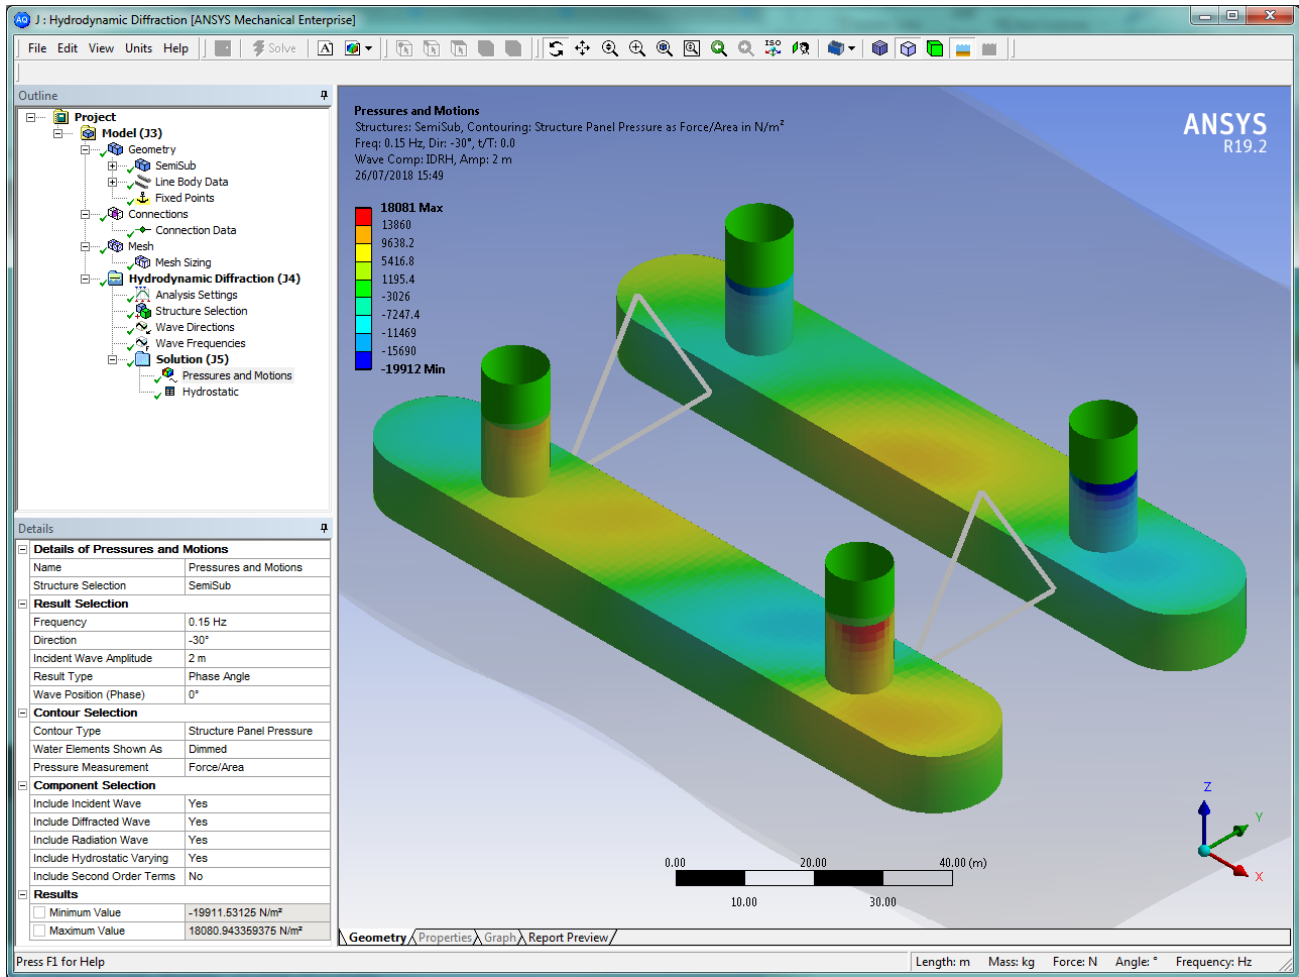 AQ J : Hydrodynamic Diffraction [ANSYS Mechanical Enterprise]
File Edit View Units Help Solve A ISO
Outline
Project
Model (J3)
Geometry
SemiSub
Line Body Data
Fixed Points
Connections
Connection Data
Mesh
Mesh Sizing
Hydrodynamic Diffraction (J4)
Analysis Settings
Structure Selection
Wave Directions
Wave Frequencies
Solution (J5)
Pressures and Motions
Hydrostatic
Details
Details of Pressures and Motions
Name Pressures and Motions
Structure Selection SemiSub
Result Selection
Frequency 0.15 Hz
Direction -30°
Incident Wave Amplitude 2 m
Result Type Phase Angle
Wave Position (Phase) 0°
Contour Selection
Contour Type Structure Panel Pressure
Water Elements Shown As Dimmed
Pressure Measurement Force/Area
Component Selection
Include Incident Wave Yes
Include Diffracted Wave Yes
Include Radiation Wave Yes
Include Hydrostatic Varying Yes
Include Second Order Terms No
Results
Minimum Value -19911.53125 N/m²
Maximum Value 18080.943359375 N/m²
Pressures and Motions
Structures: SemiSub, Contouring: Structure Panel Pressure as Force/Area in N/m²
Freq: 0.15 Hz, Dir: -30°, t/T: 0.0
Wave Comp: IDRH, Amp: 2 m
26/07/2018 15:49
18081 Max
13860
9638.2
5416.8
1195.4
-3026
-7247.4
-11469
-15690
-19912 Min
ANSYS
R19.2
Z
Y
X
0.00 20.00 40.00 (m)
10.00 30.00
Geometry Properties Graph Report Preview
Press F1 for Help Length: m Mass: kg Force: N Angle: ° Frequency: Hz